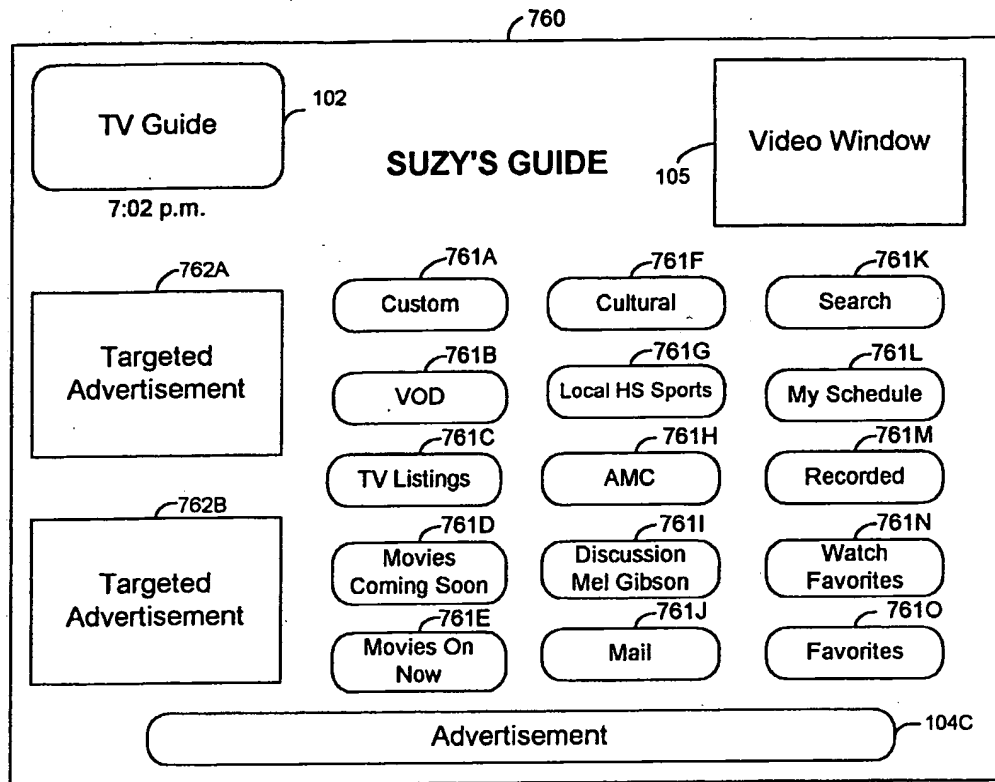 760
TV Guide
102
SUZY'S GUIDE
105
Video Window
7:02 p.m.
762A
Targeted
Advertisement
762B
Targeted
Advertisement
761A
Custom
761F
Cultural
761K
Search
761B
VOD
761G
Local HS Sports
761L
My Schedule
761C
TV Listings
761H
AMC
761M
Recorded
761D
Movies
Coming Soon
761I
Discussion
Mel Gibson
761N
Watch
Favorites
761E
Movies On
Now
761J
Mail
761O
Favorites
Advertisement
104C